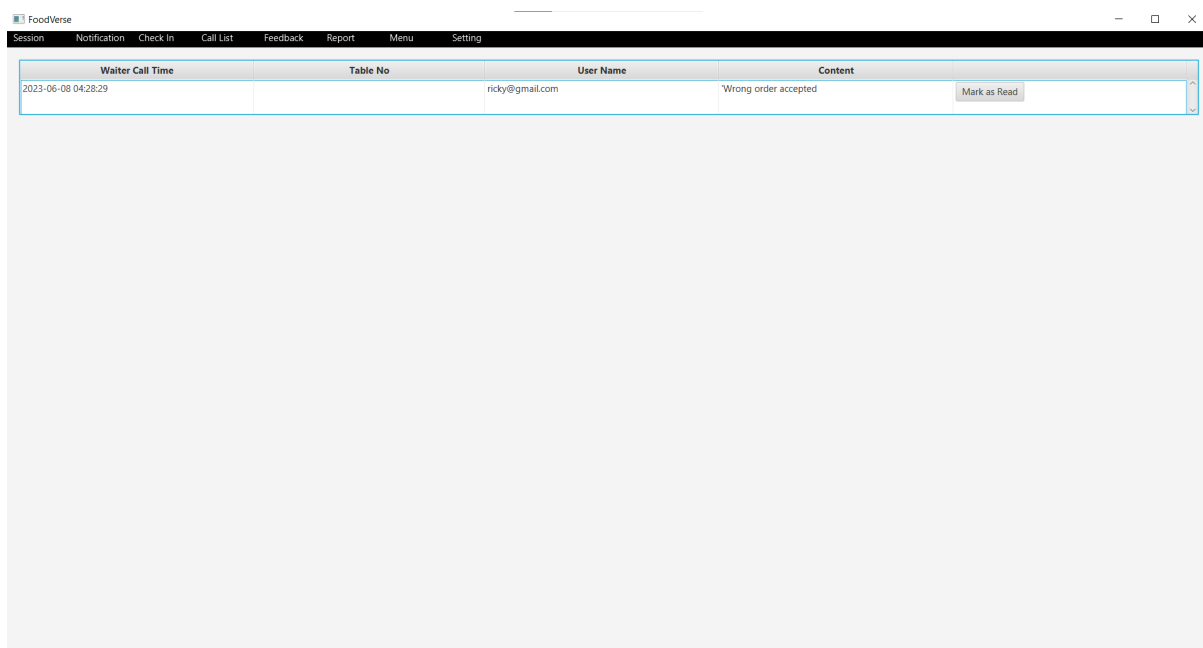 FoodVerse
Session Notification Check In Call List Feedback Report Menu Setting
Waiter Call Time Table No User Name Content
2023-06-08 04:28:29 ricky@gmail.com 'Wrong order accepted Mark as Read